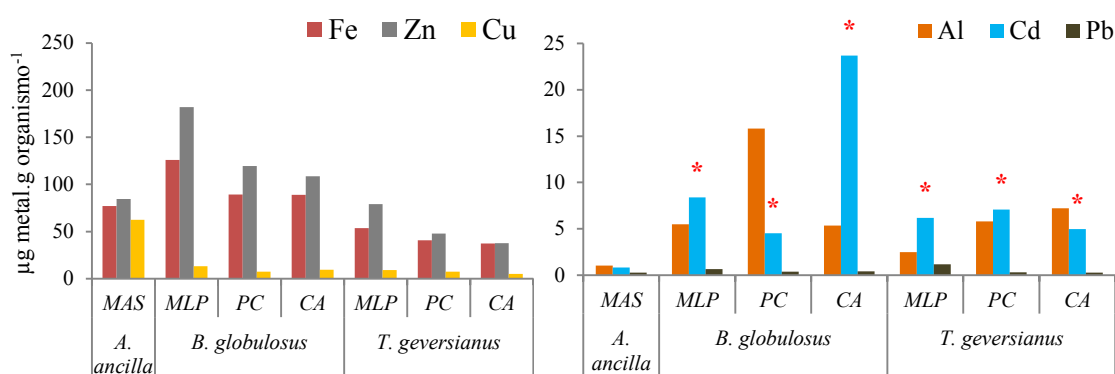 Fe Zn Cu
µg metal.g organismo-1
250
200
150
100
50
0
MAS MLP PC CA MLP PC CA
A. ancilla B. globulosus T. geversianus
Al Cd Pb
25
20
15
10
5
0
* * * * * *
MAS MLP PC CA MLP PC CA
A. ancilla B. globulosus T. geversianus